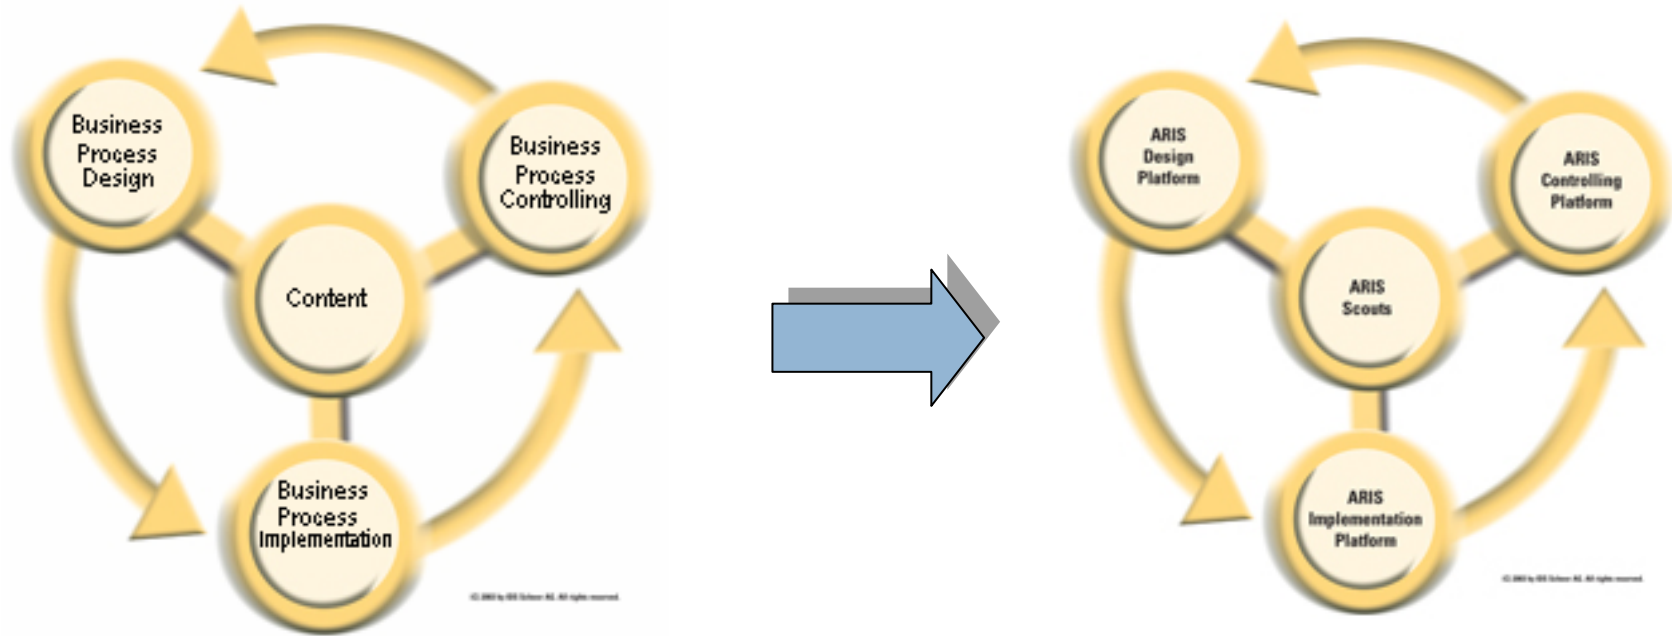 Business
Process
Design
Business
Process
Controlling
Content
Business
Process
Implementation
ARIS
Design
Platform
ARIS
Controlling
Platform
ARIS
Scouts
ARIS
Implementation
Platform